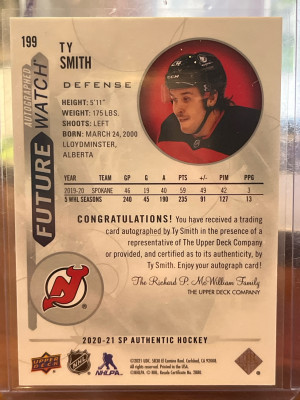 199
TY
SMITH
DEFENSE
AUTOGRAPHED
FUTURE
WATCH
HEIGHT: 5'11"
WEIGHT: 175 LBS.
SHOOTS: LEFT
BORN: MARCH 24, 2000
LLOYDMINSTER,
ALBERTA
YEAR TEAM GP G A PTS +/- PIM PPG
2019-20 SPOKANE 46 19 40 59 49 42 3
5 WHL SEASONS 240 45 190 235 91 127 13
CONGRATULATIONS! You have received a trading
card autographed by Ty Smith in the presence of a
representative of The Upper Deck Company
or provided, and certified as to its authenticity, by
Ty Smith. Enjoy your autograph card!
The Richard P. McWilliam Family
THE UPPER DECK COMPANY
2020-21 SP AUTHENTIC HOCKEY
UPPER DECK
NHL
NHLPA